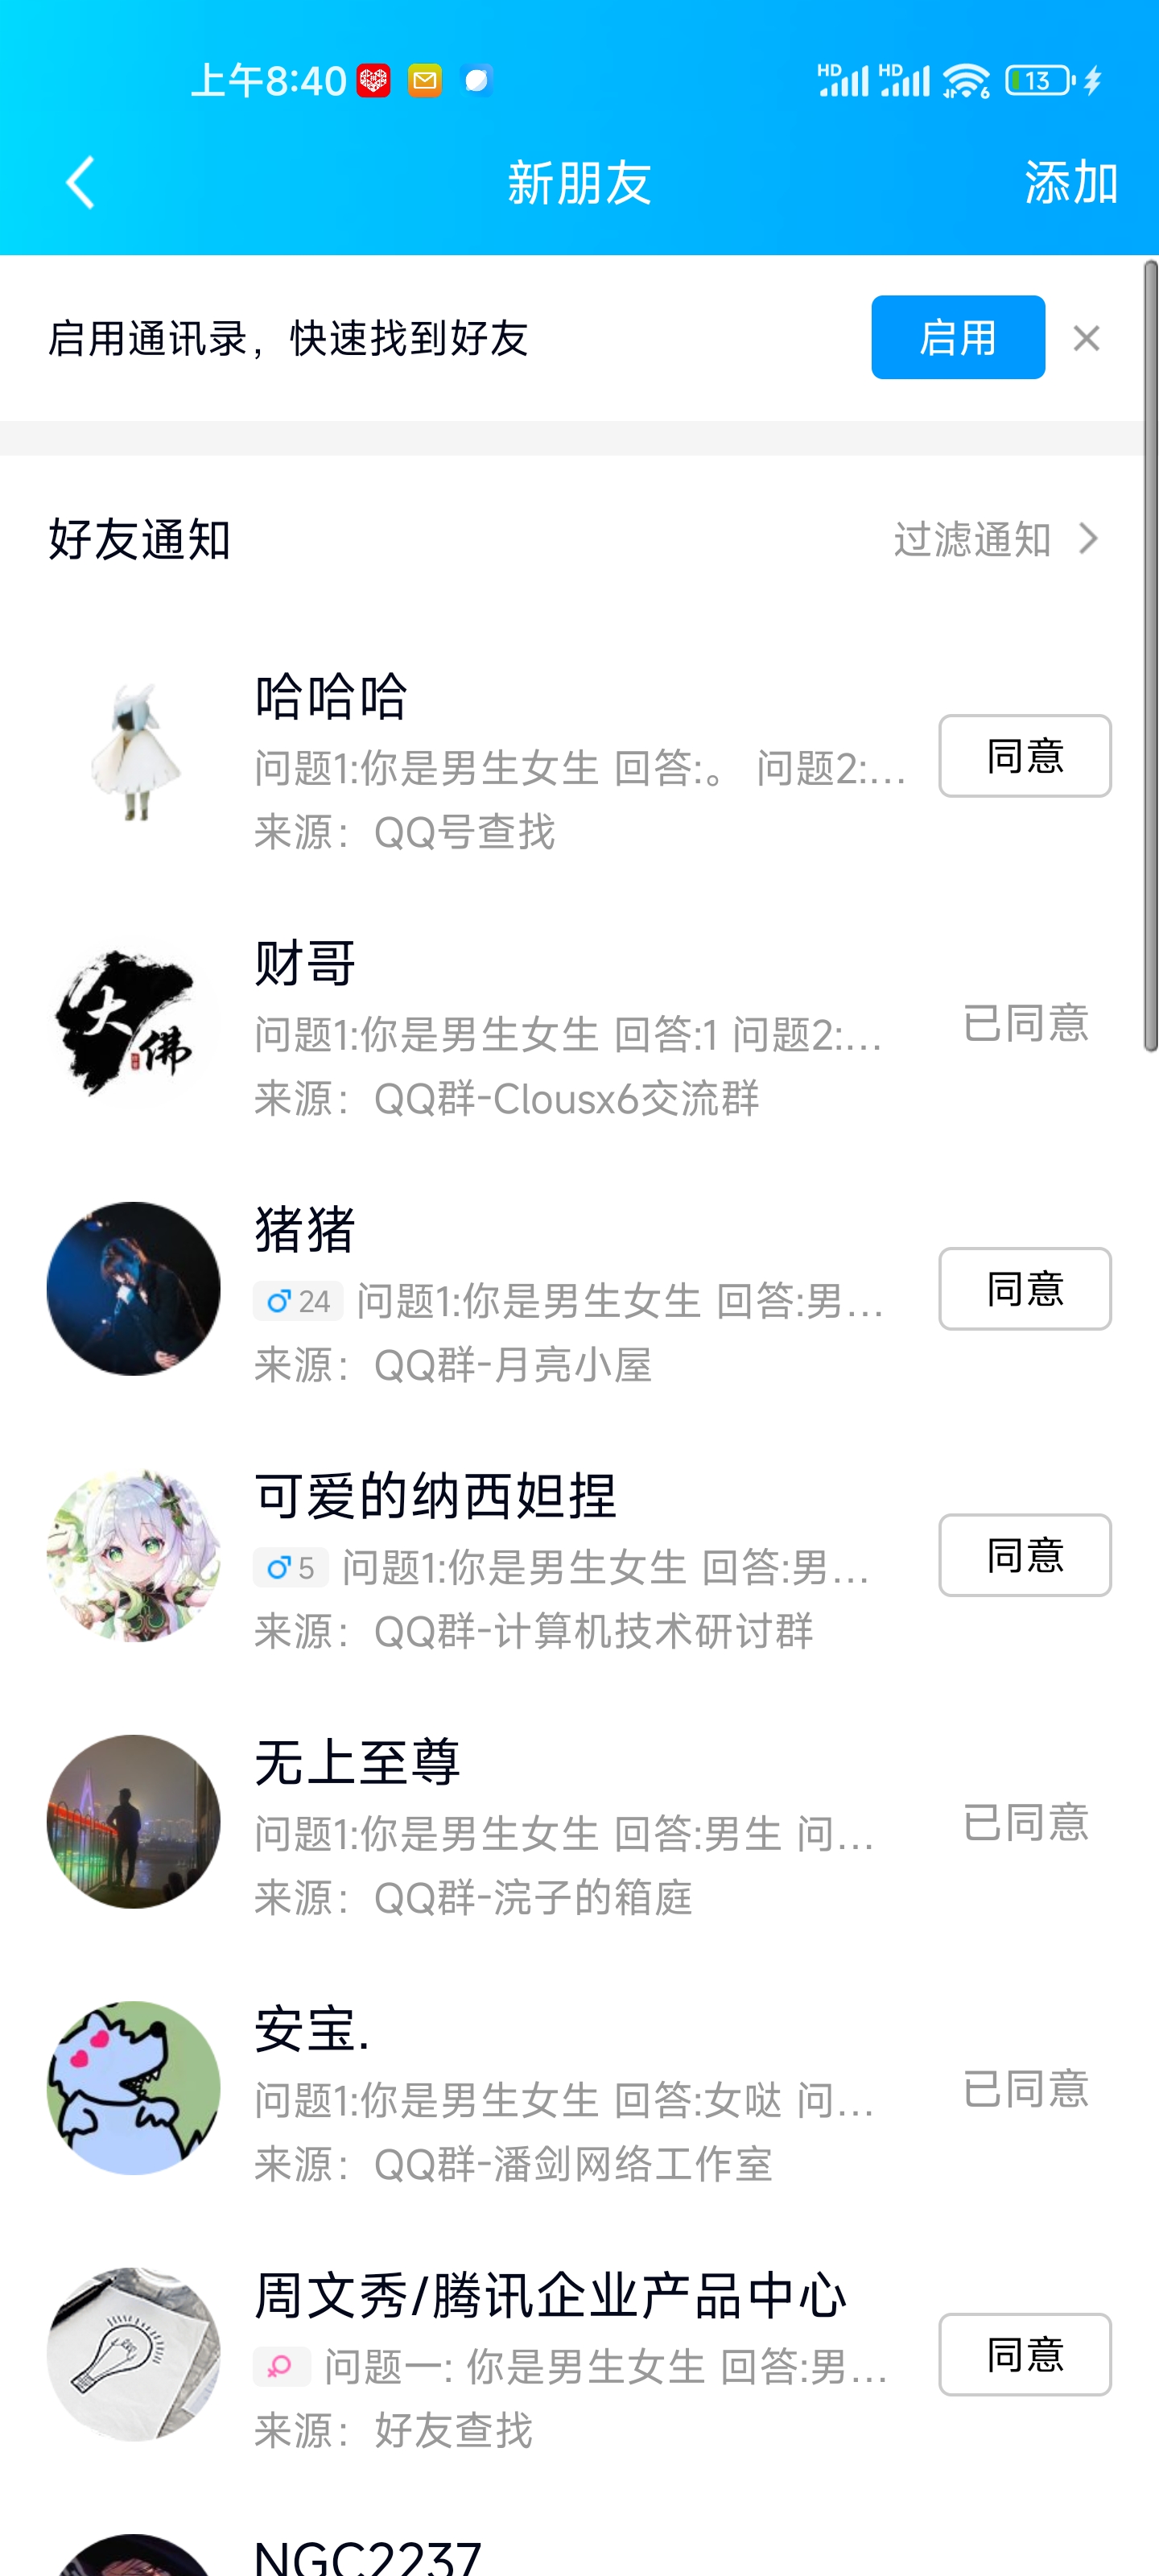 上午8:40
HD HD 6 13
新朋友 添加
启用通讯录，快速找到好友 启用
好友通知 过滤通知
哈哈哈
问题1:你是男生女生 回答:。 问题2:...
同意
来源：QQ号查找
大佛
财哥
问题1:你是男生女生 回答:1 问题2:...
已同意
来源：QQ群-Clousx6交流群
猪猪
24 问题1:你是男生女生 回答:男...
同意
来源：QQ群-月亮小屋
可爱的纳西妲捏
5 问题1:你是男生女生 回答:男...
同意
来源：QQ群-计算机技术研讨群
无上至尊
问题1:你是男生女生 回答:男生 问...
已同意
来源：QQ群-浣子的箱庭
安宝.
问题1:你是男生女生 回答:女哒 问...
已同意
来源：QQ群-潘剑网络工作室
周文秀/腾讯企业产品中心
问题一: 你是男生女生 回答:男...
同意
来源：好友查找
NGC2237